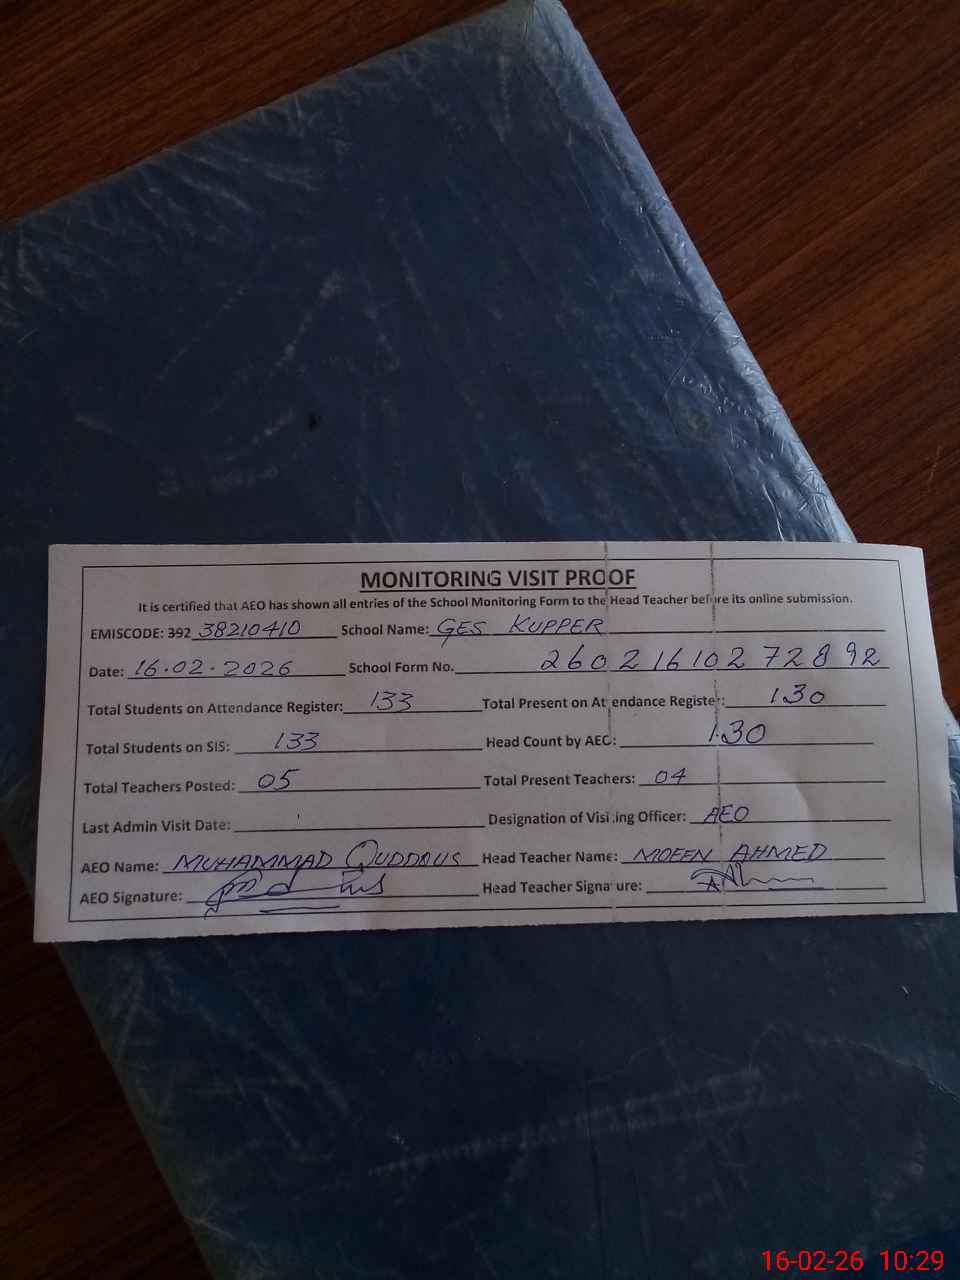 MONITORING VISIT PROOF
It is certified that AEO has shown all entries of the School Monitoring Form to the Head Teacher before its online submission.
EMISCODE: 392 38210410 School Name: GES KUPPER
Date: 16.02.2026 School Form No. 2602161027 2892
Total Students on Attendance Register: 133 Total Present on Attendance Register: 130
Total Students on SIS: 133 Head Count by AEO: 130
Total Teachers Posted: 05 Total Present Teachers: 04
Last Admin Visit Date: Designation of Visiting Officer: AEO
AEO Name: MUHAMMAD QUDDOUS Head Teacher Name: MOEEN AHMED
AEO Signature: Head Teacher Signature:
16-02-26 10:29